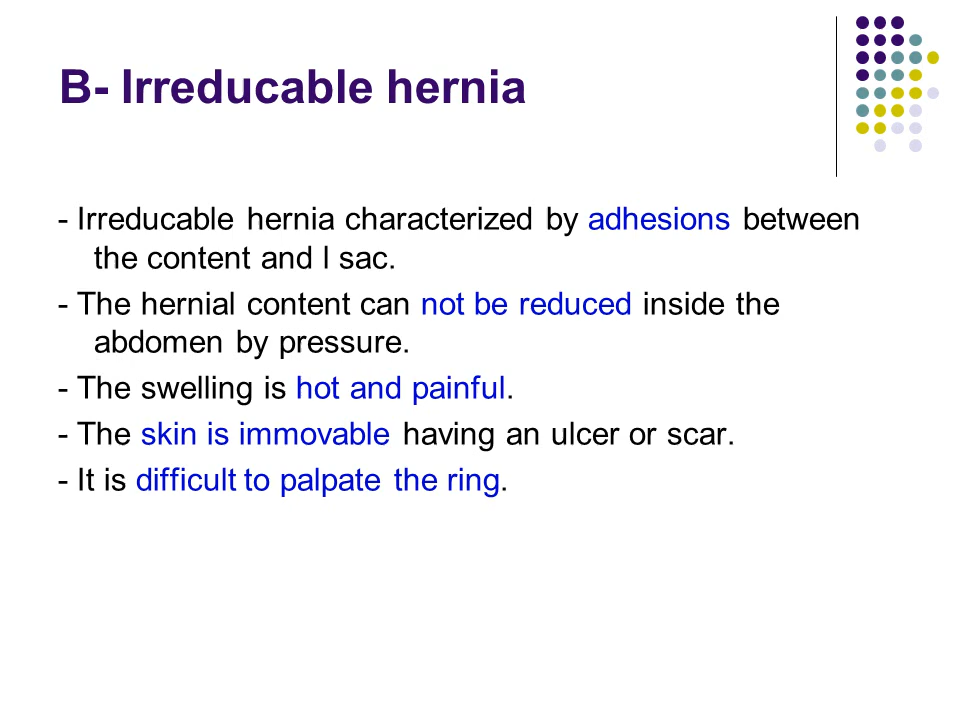 B- Irreducable hernia
- Irreducable hernia characterized by adhesions between
the content and l sac.
- The hernial content can not be reduced inside the
abdomen by pressure.
- The swelling is hot and painful.
- The skin is immovable having an ulcer or scar.
- It is difficult to palpate the ring.